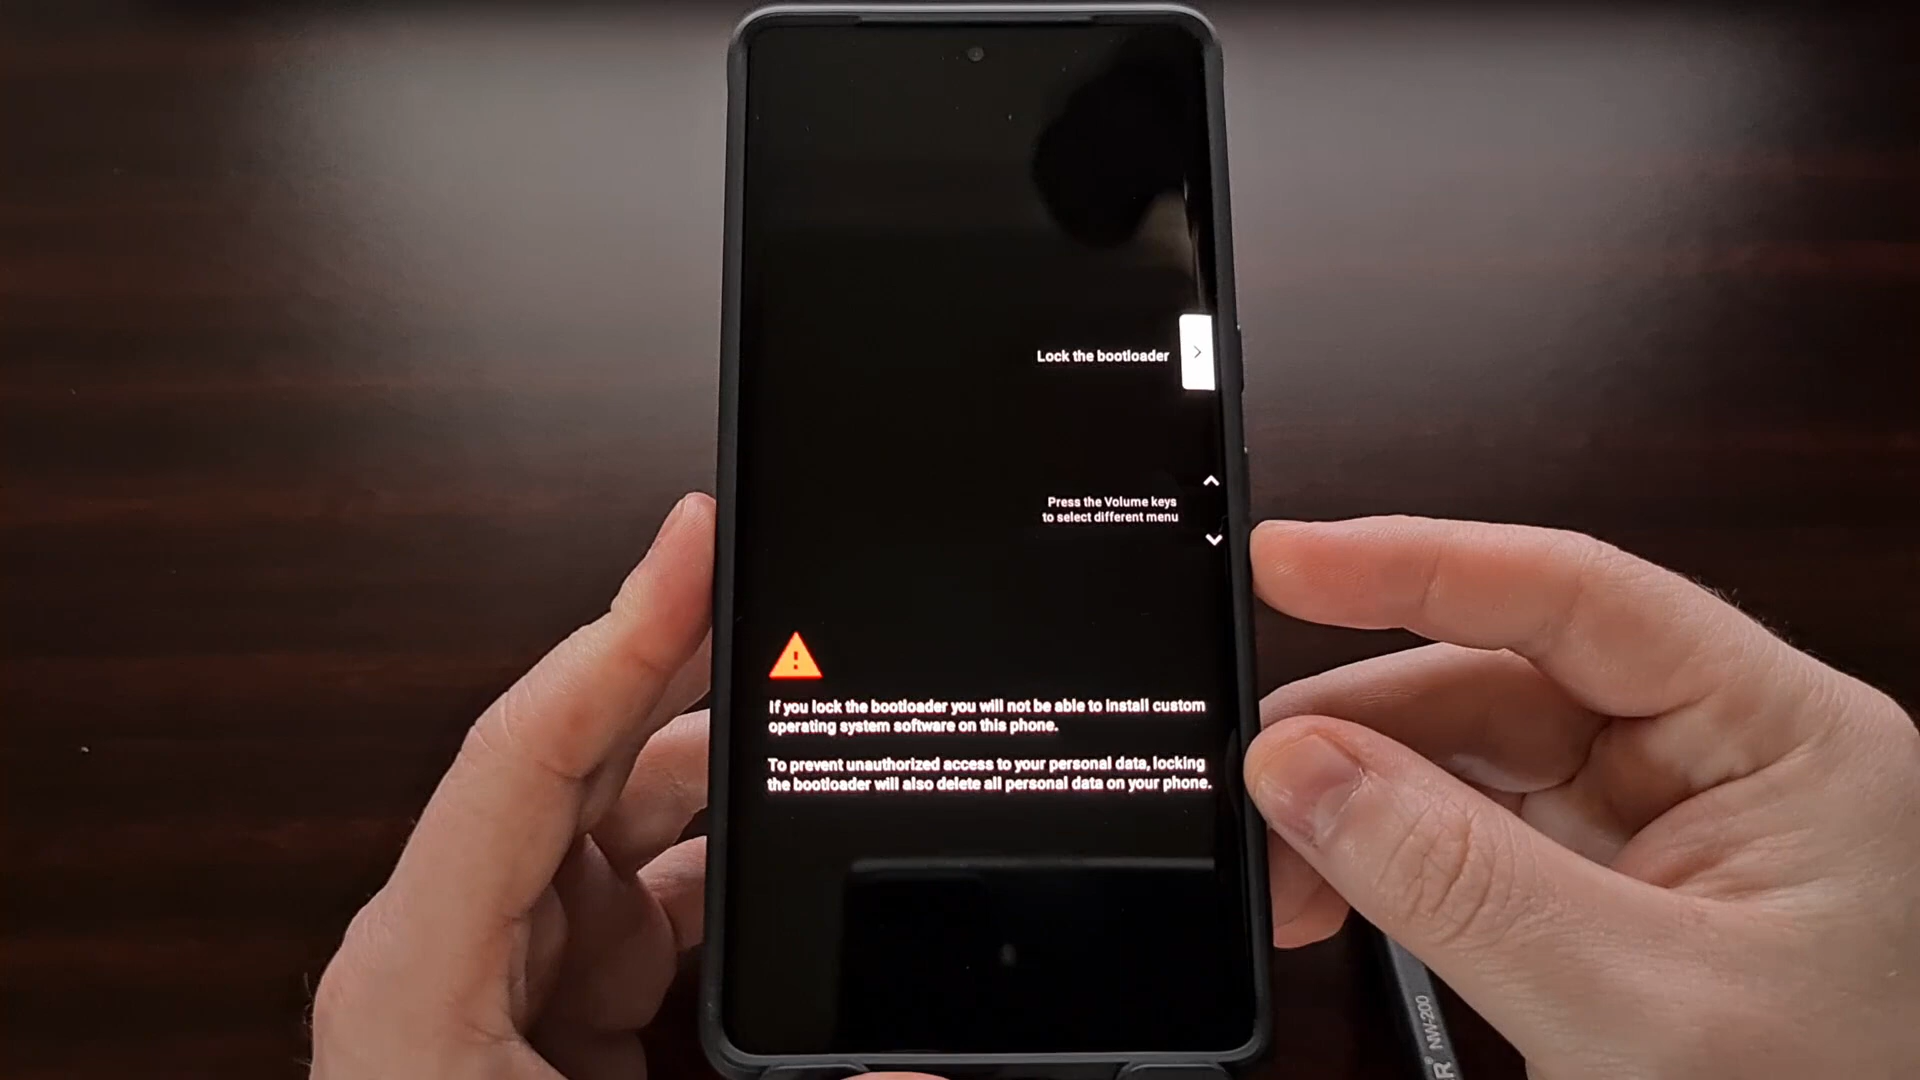 Lock the bootloader
Press the Volume keys
to select different menu
If you lock the bootloader you will not be able to install custom
operating system software on this phone.
To prevent unauthorized access to your personal data, locking
the bootloader will also delete all personal data on your phone.
R® NW-200